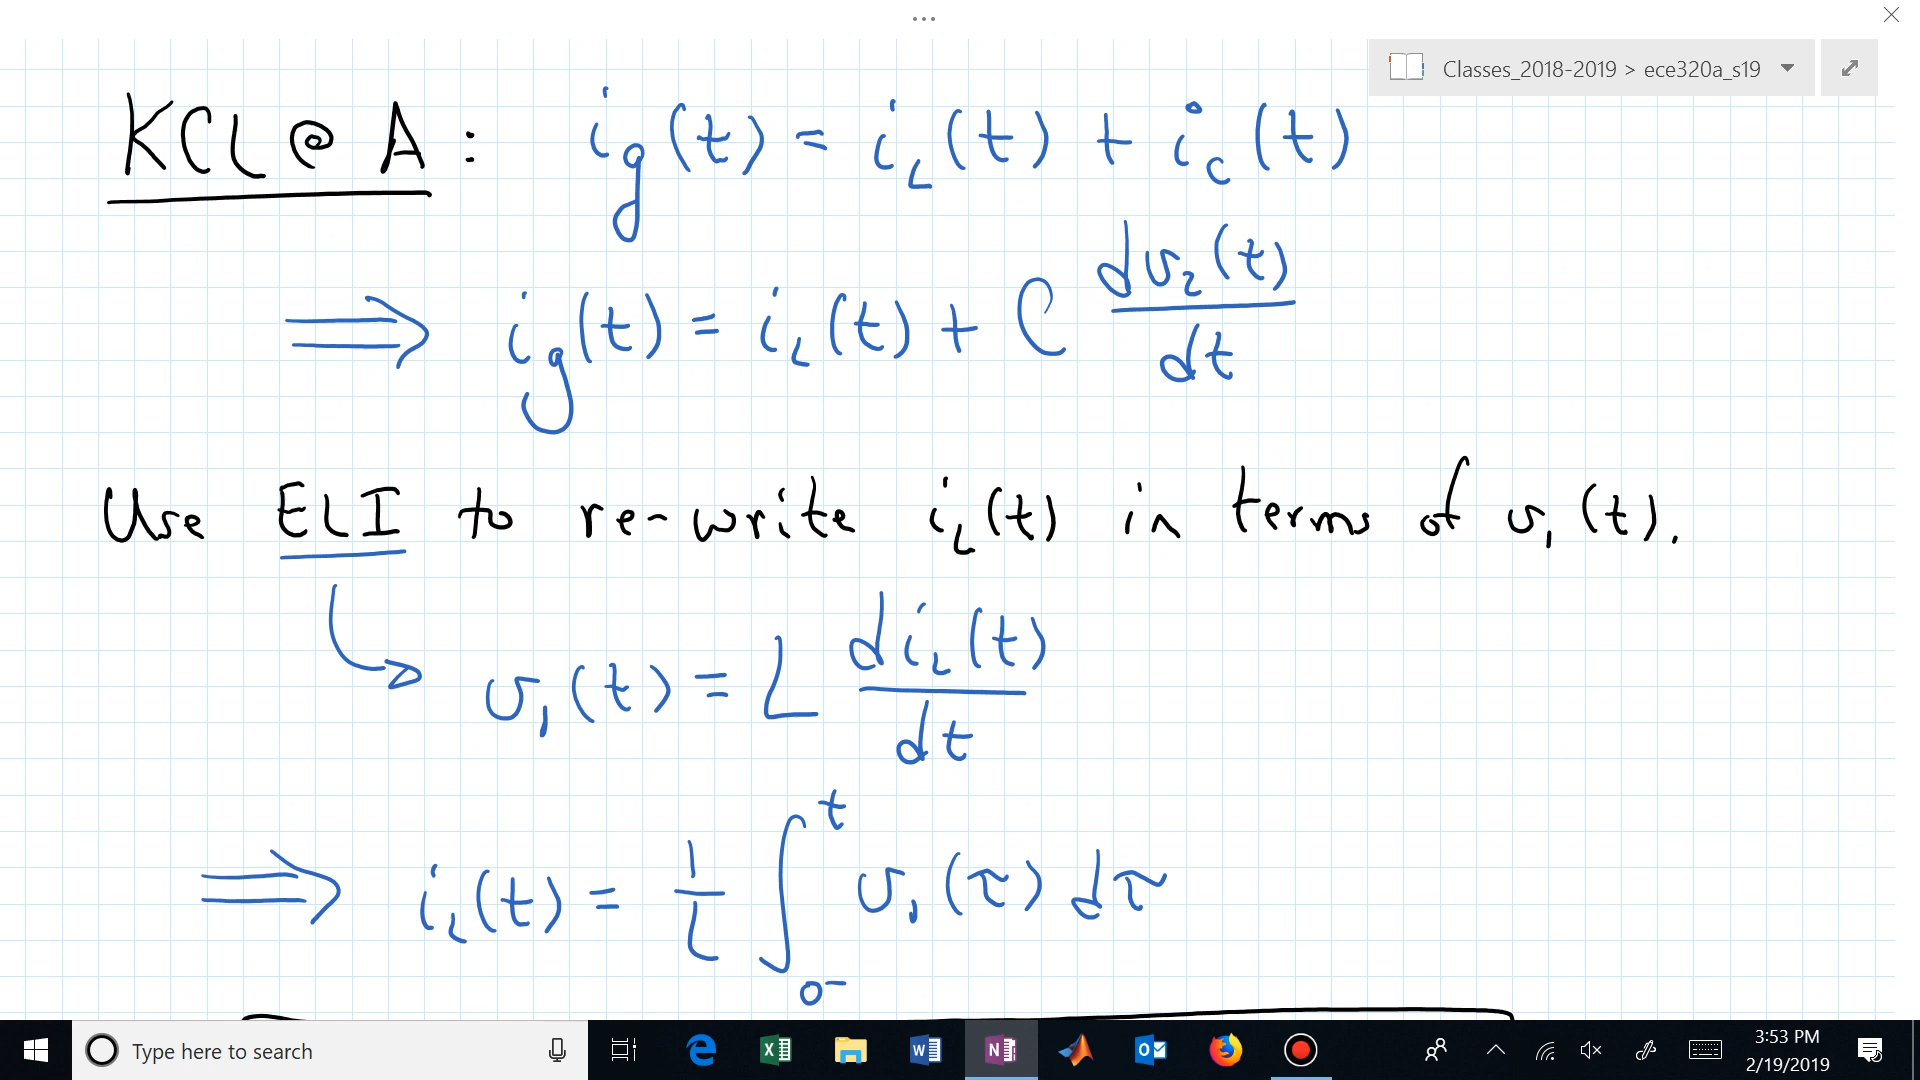 Classes_2018-2019 > ece320a_s19
KCL @ A: i_g(t) = i_L(t) + i_C(t)
⟹ i_g(t) = i_L(t) + C dv_2(t)/dt
Use ELI to re-write i_L(t) in terms of v_1(t).
v_1(t) = L di_L(t)/dt
⟹ i_L(t) = 1/L ∫_{0^-}^{t} v_1(τ) dτ
Type here to search
3:53 PM
2/19/2019